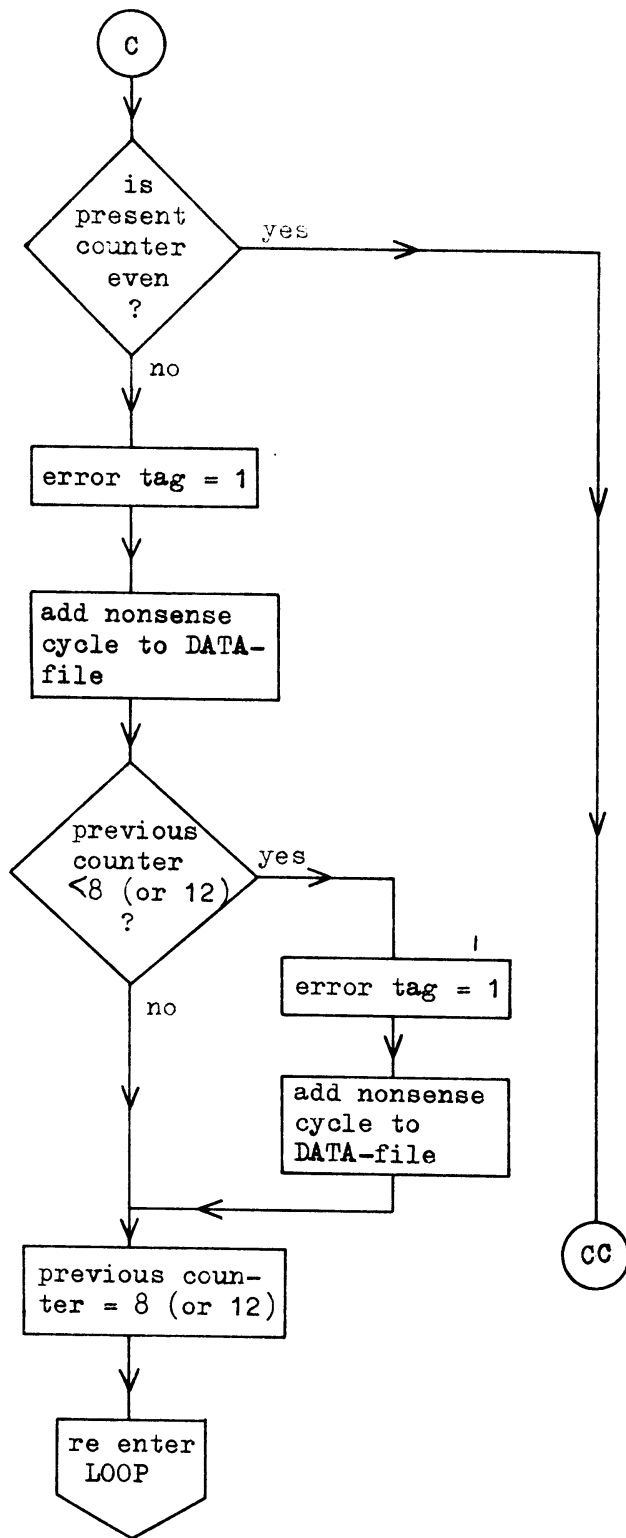 C
is
present
counter
even
?
yes
no
error tag = 1
add nonsense
cycle to DATA-
file
previous
counter
<8 (or 12)
?
yes
no
error tag = 1
add nonsense
cycle to
DATA-file
CC
previous coun-
ter = 8 (or 12)
re enter
LOOP